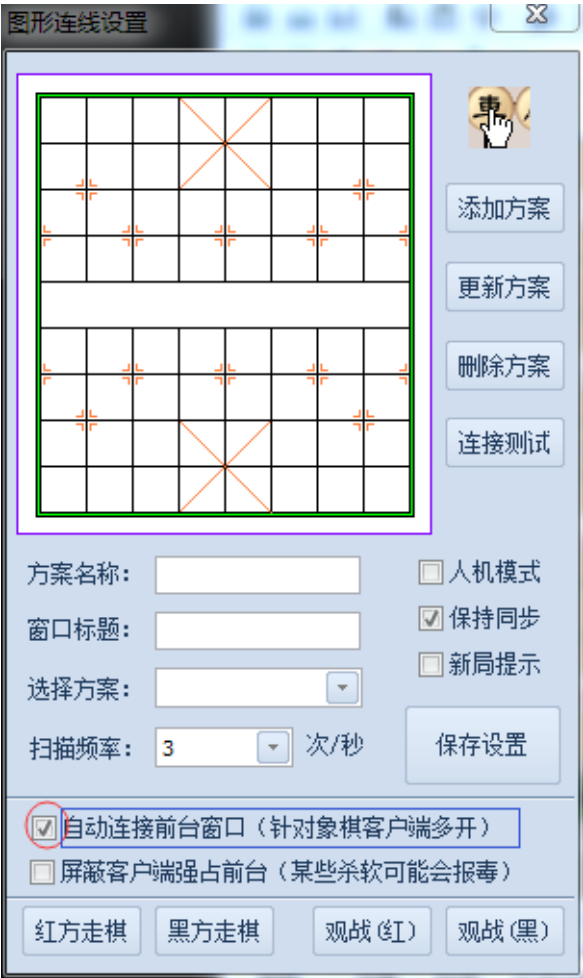 图形连线设置
添加方案
更新方案
删除方案
连接测试
方案名称：
人机模式
窗口标题：
保持同步
选择方案：
新局提示
扫描频率： 3 次/秒
保存设置
自动连接前台窗口（针对象棋客户端多开）
屏蔽客户端强占前台（某些杀软可能会报毒）
红方走棋 黑方走棋 观战(红) 观战(黑)